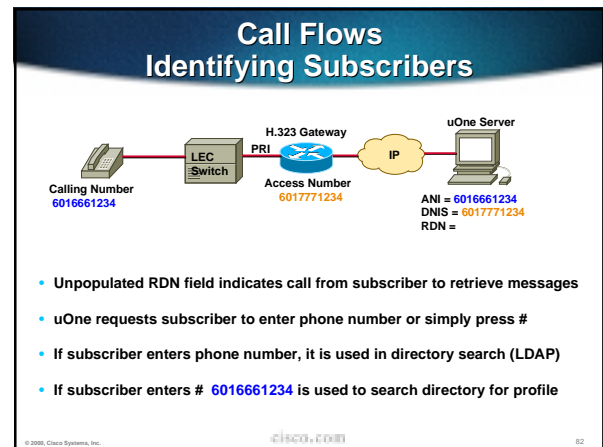 Call Flows
Identifying Subscribers
uOne Server
H.323 Gateway
LEC
Switch
PRI
IP
Calling Number
6016661234
Access Number
6017771234
ANI = 6016661234
DNIS = 6017771234
RDN =
• Unpopulated RDN field indicates call from subscriber to retrieve messages
• uOne requests subscriber to enter phone number or simply press #
• If subscriber enters phone number, it is used in directory search (LDAP)
• If subscriber enters # 6016661234 is used to search directory for profile
© 2000, Cisco Systems, Inc.
cisco.com
82